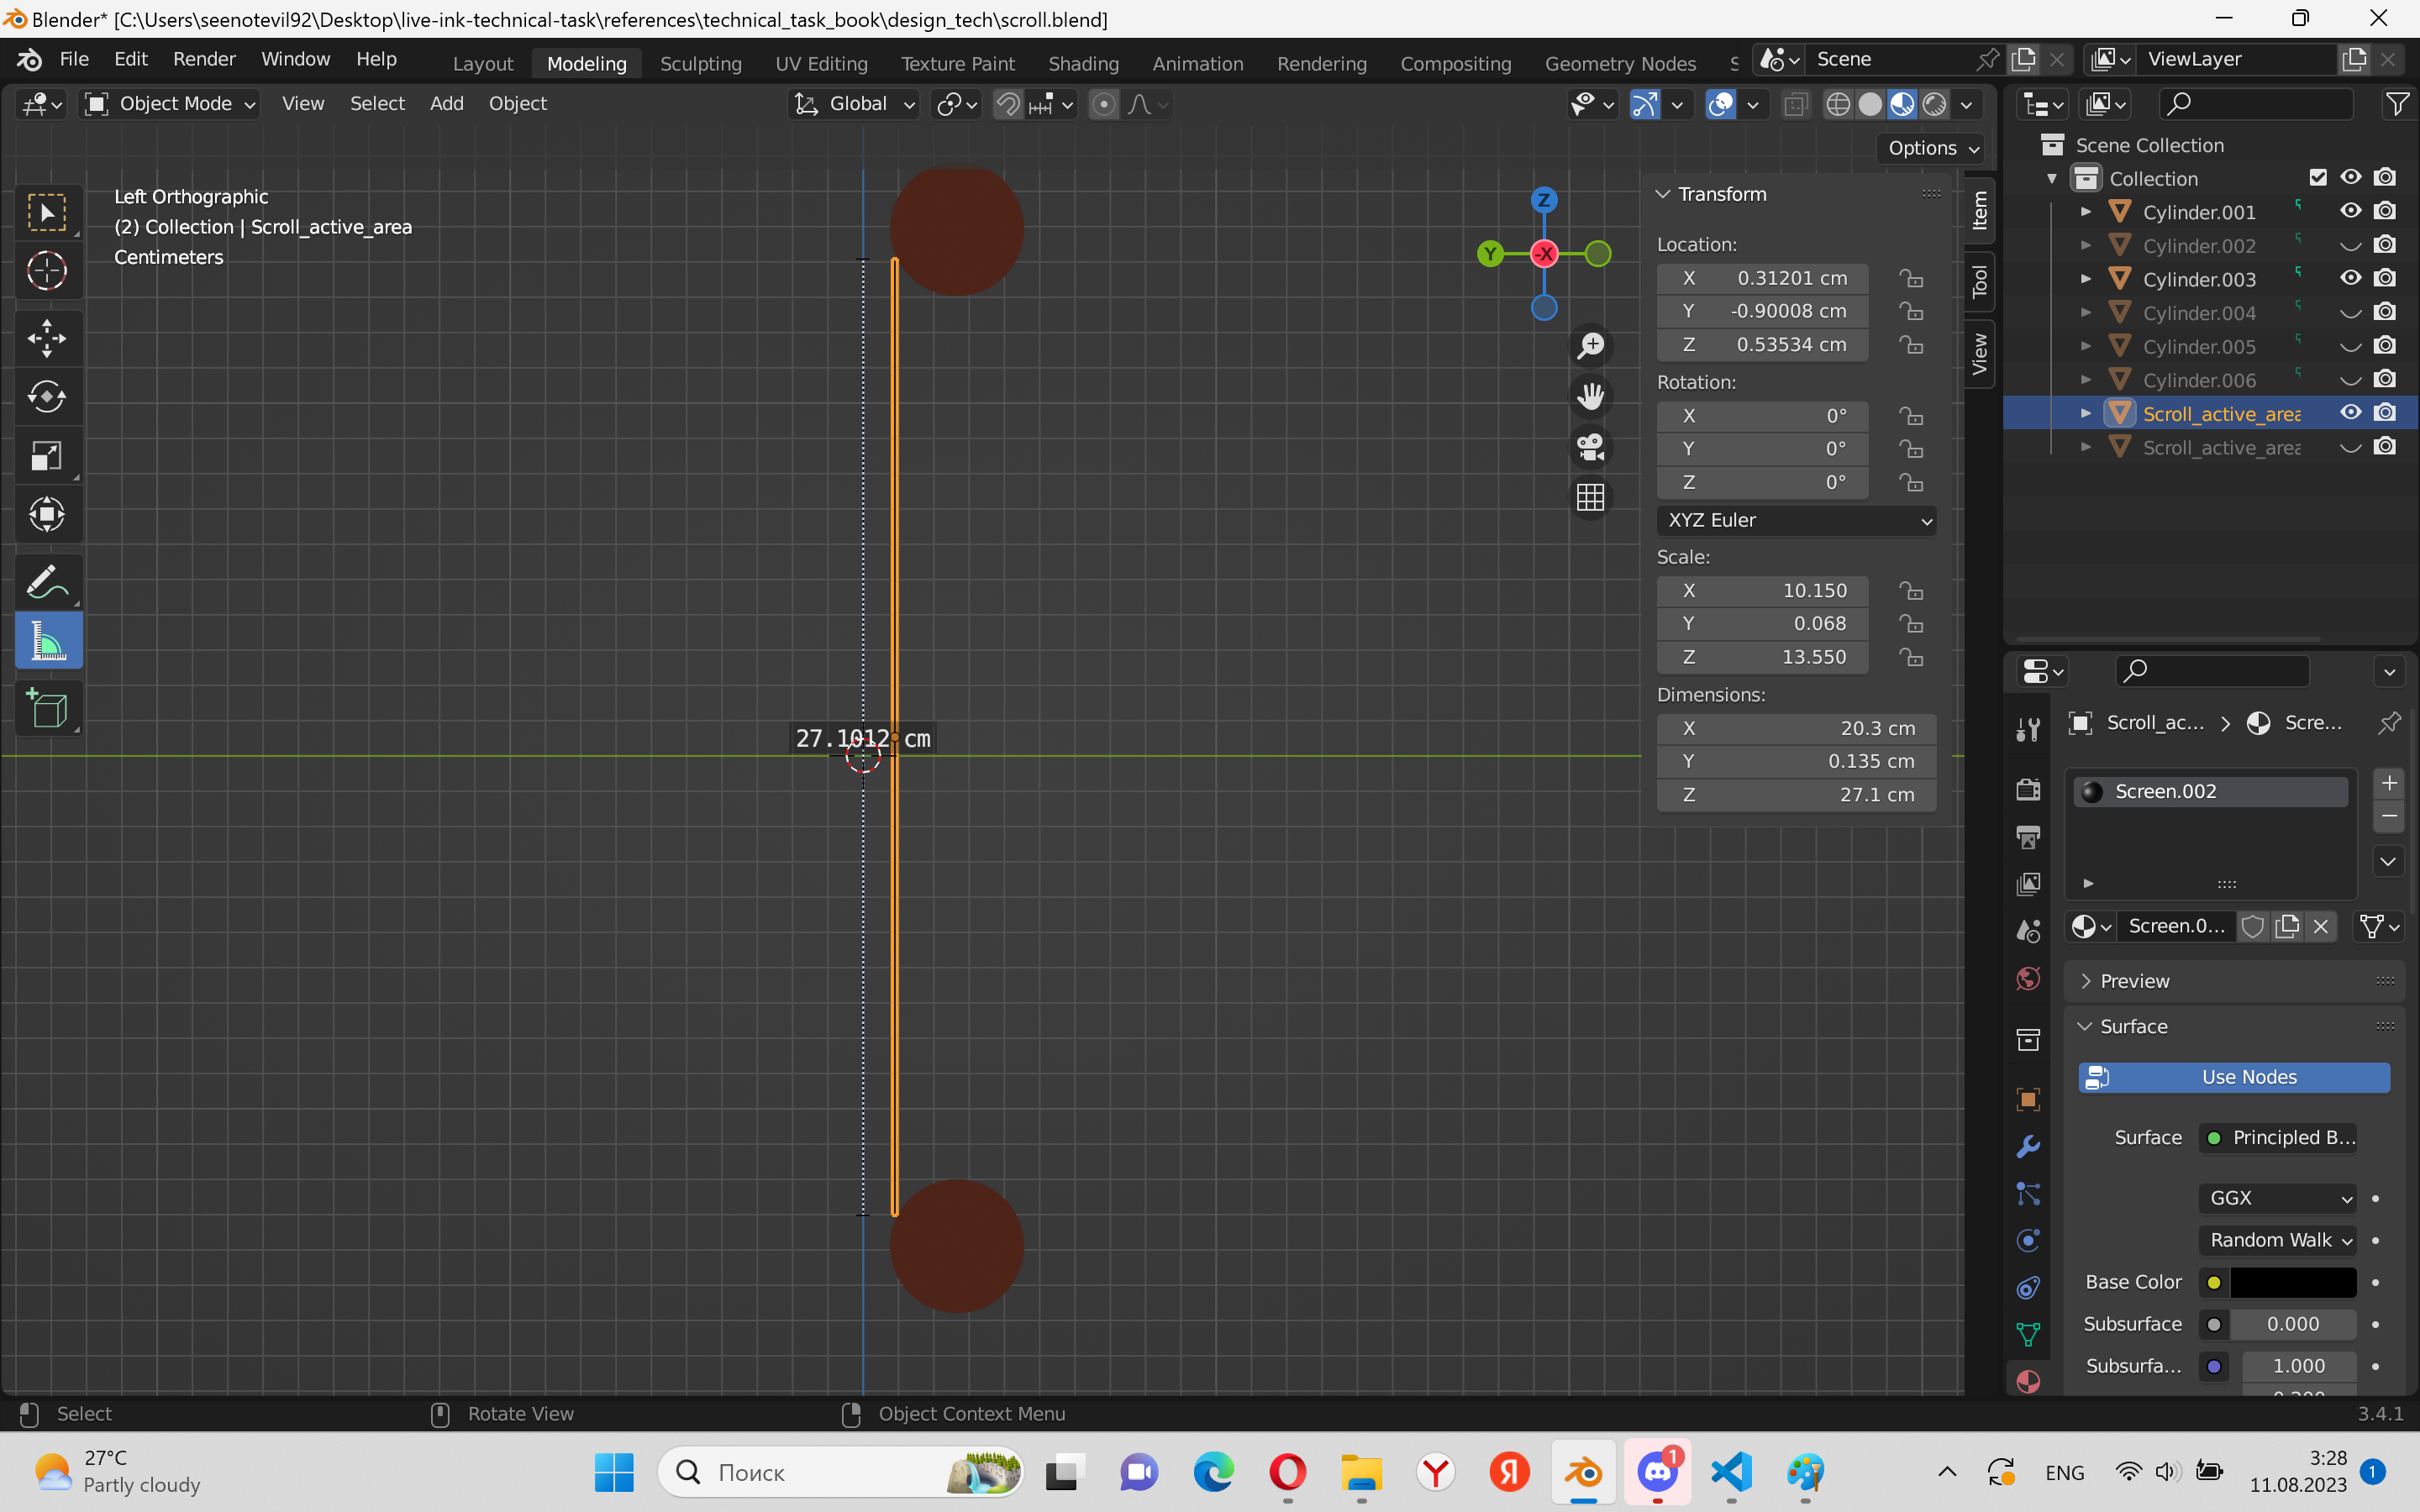 Blender* [C:\Users\seenotevil92\Desktop\live-ink-technical-task\references\technical_task_book\design_tech\scroll.blend]
File Edit Render Window Help Layout Modeling Sculpting UV Editing Texture Paint Shading Animation Rendering Compositing Geometry Nodes S Scene ViewLayer
Object Mode View Select Add Object Global
Options
Left Orthographic
(2) Collection | Scroll_active_area
Centimeters
27.1012 cm
Z
Y
-X
Transform
Location:
X 0.31201 cm
Y -0.90008 cm
Z 0.53534 cm
Rotation:
X 0°
Y 0°
Z 0°
XYZ Euler
Scale:
X 10.150
Y 0.068
Z 13.550
Dimensions:
X 20.3 cm
Y 0.135 cm
Z 27.1 cm
Item
Tool
View
Scene Collection
Collection
Cylinder.001
Cylinder.002
Cylinder.003
Cylinder.004
Cylinder.005
Cylinder.006
Scroll_active_area
Scroll_active_area
Scroll_ac... Scre...
Screen.002
Screen.0...
Preview
Surface
Use Nodes
Surface Principled B...
GGX
Random Walk
Base Color
Subsurface 0.000
Subsurfa... 1.000
Select Rotate View Object Context Menu 3.4.1
27°C
Partly cloudy
Поиск
1
ENG
3:28
11.08.2023
1